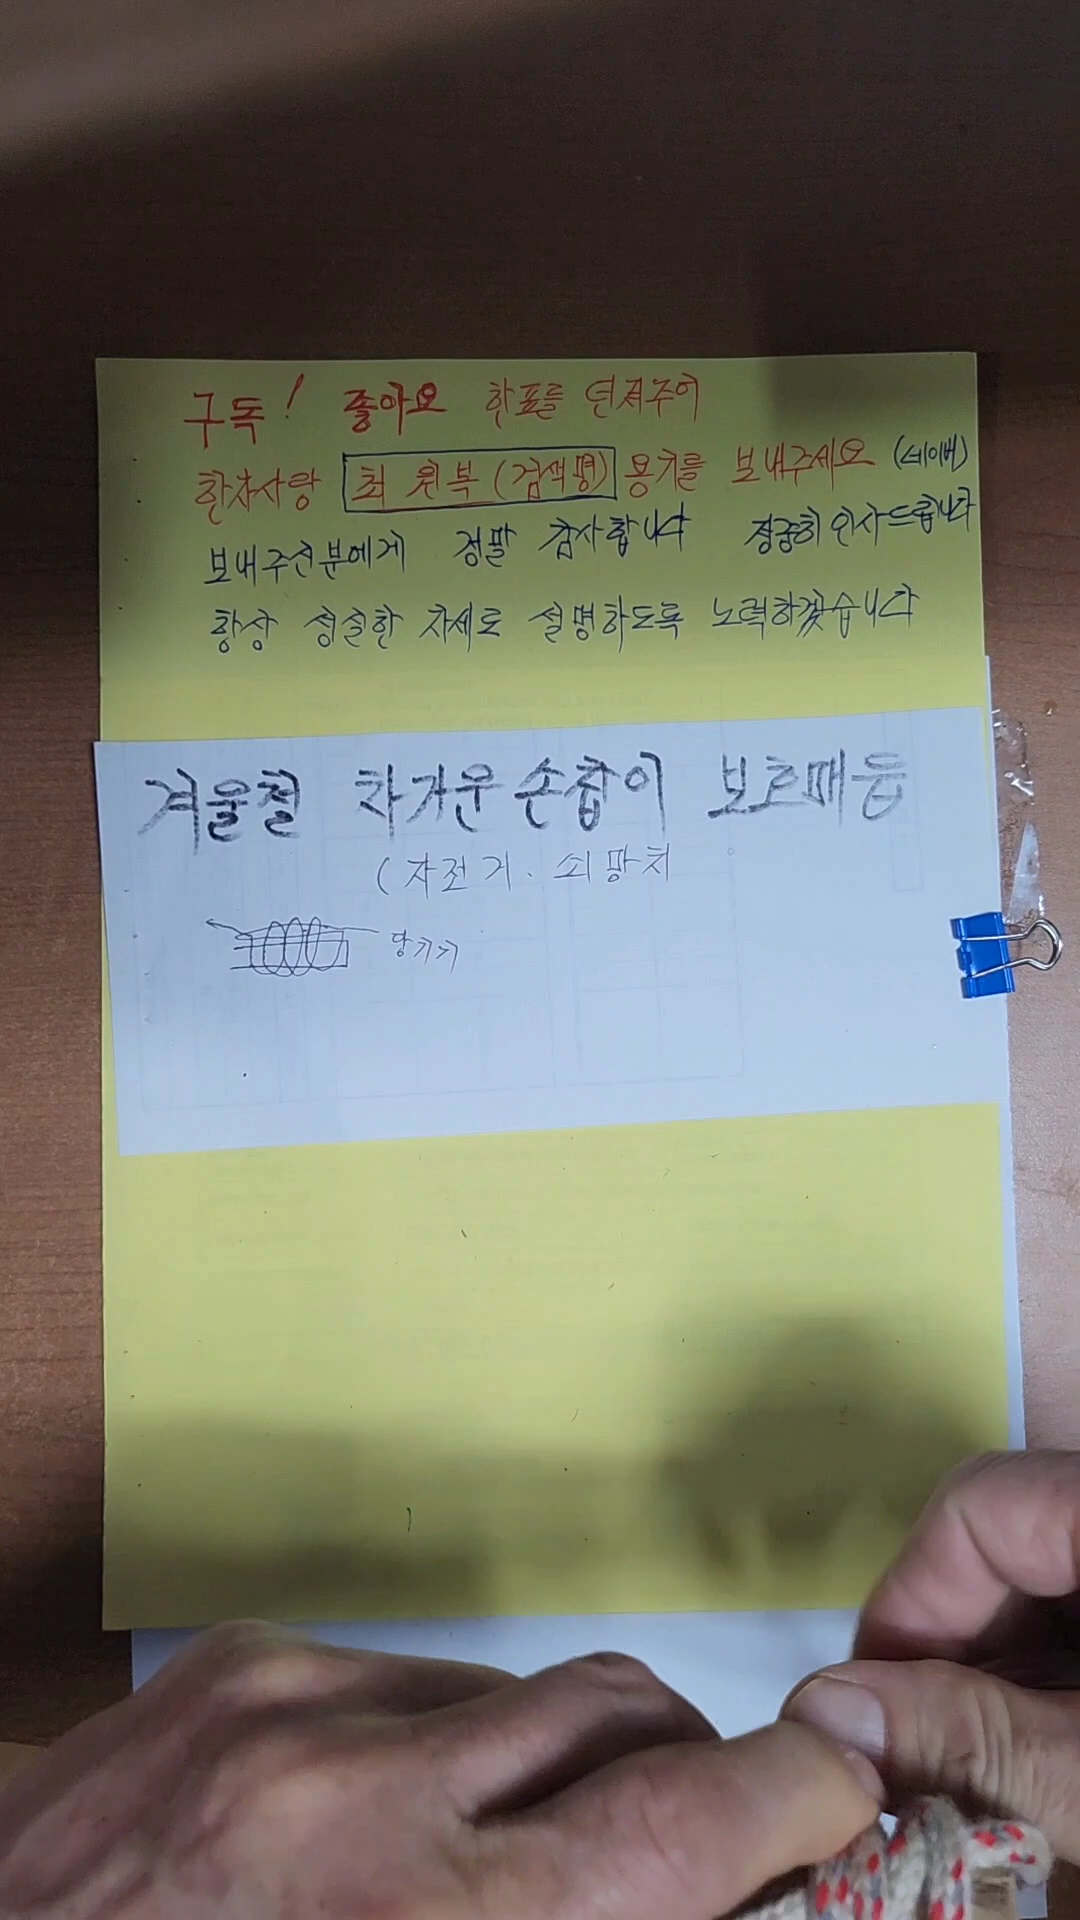 구독! 좋아요 한표를 던져주어
한자사랑 최 원복 (검색명) 용기를 보내주세요 (네이버)
보내주신분에게 정말 감사합니다 정중히 인사드립니다
항상 성실한 자세로 설명하도록 노력하겠습니다
겨울철 차가운 손잡이 보호매듭
(자전거. 쇠망치
당기기